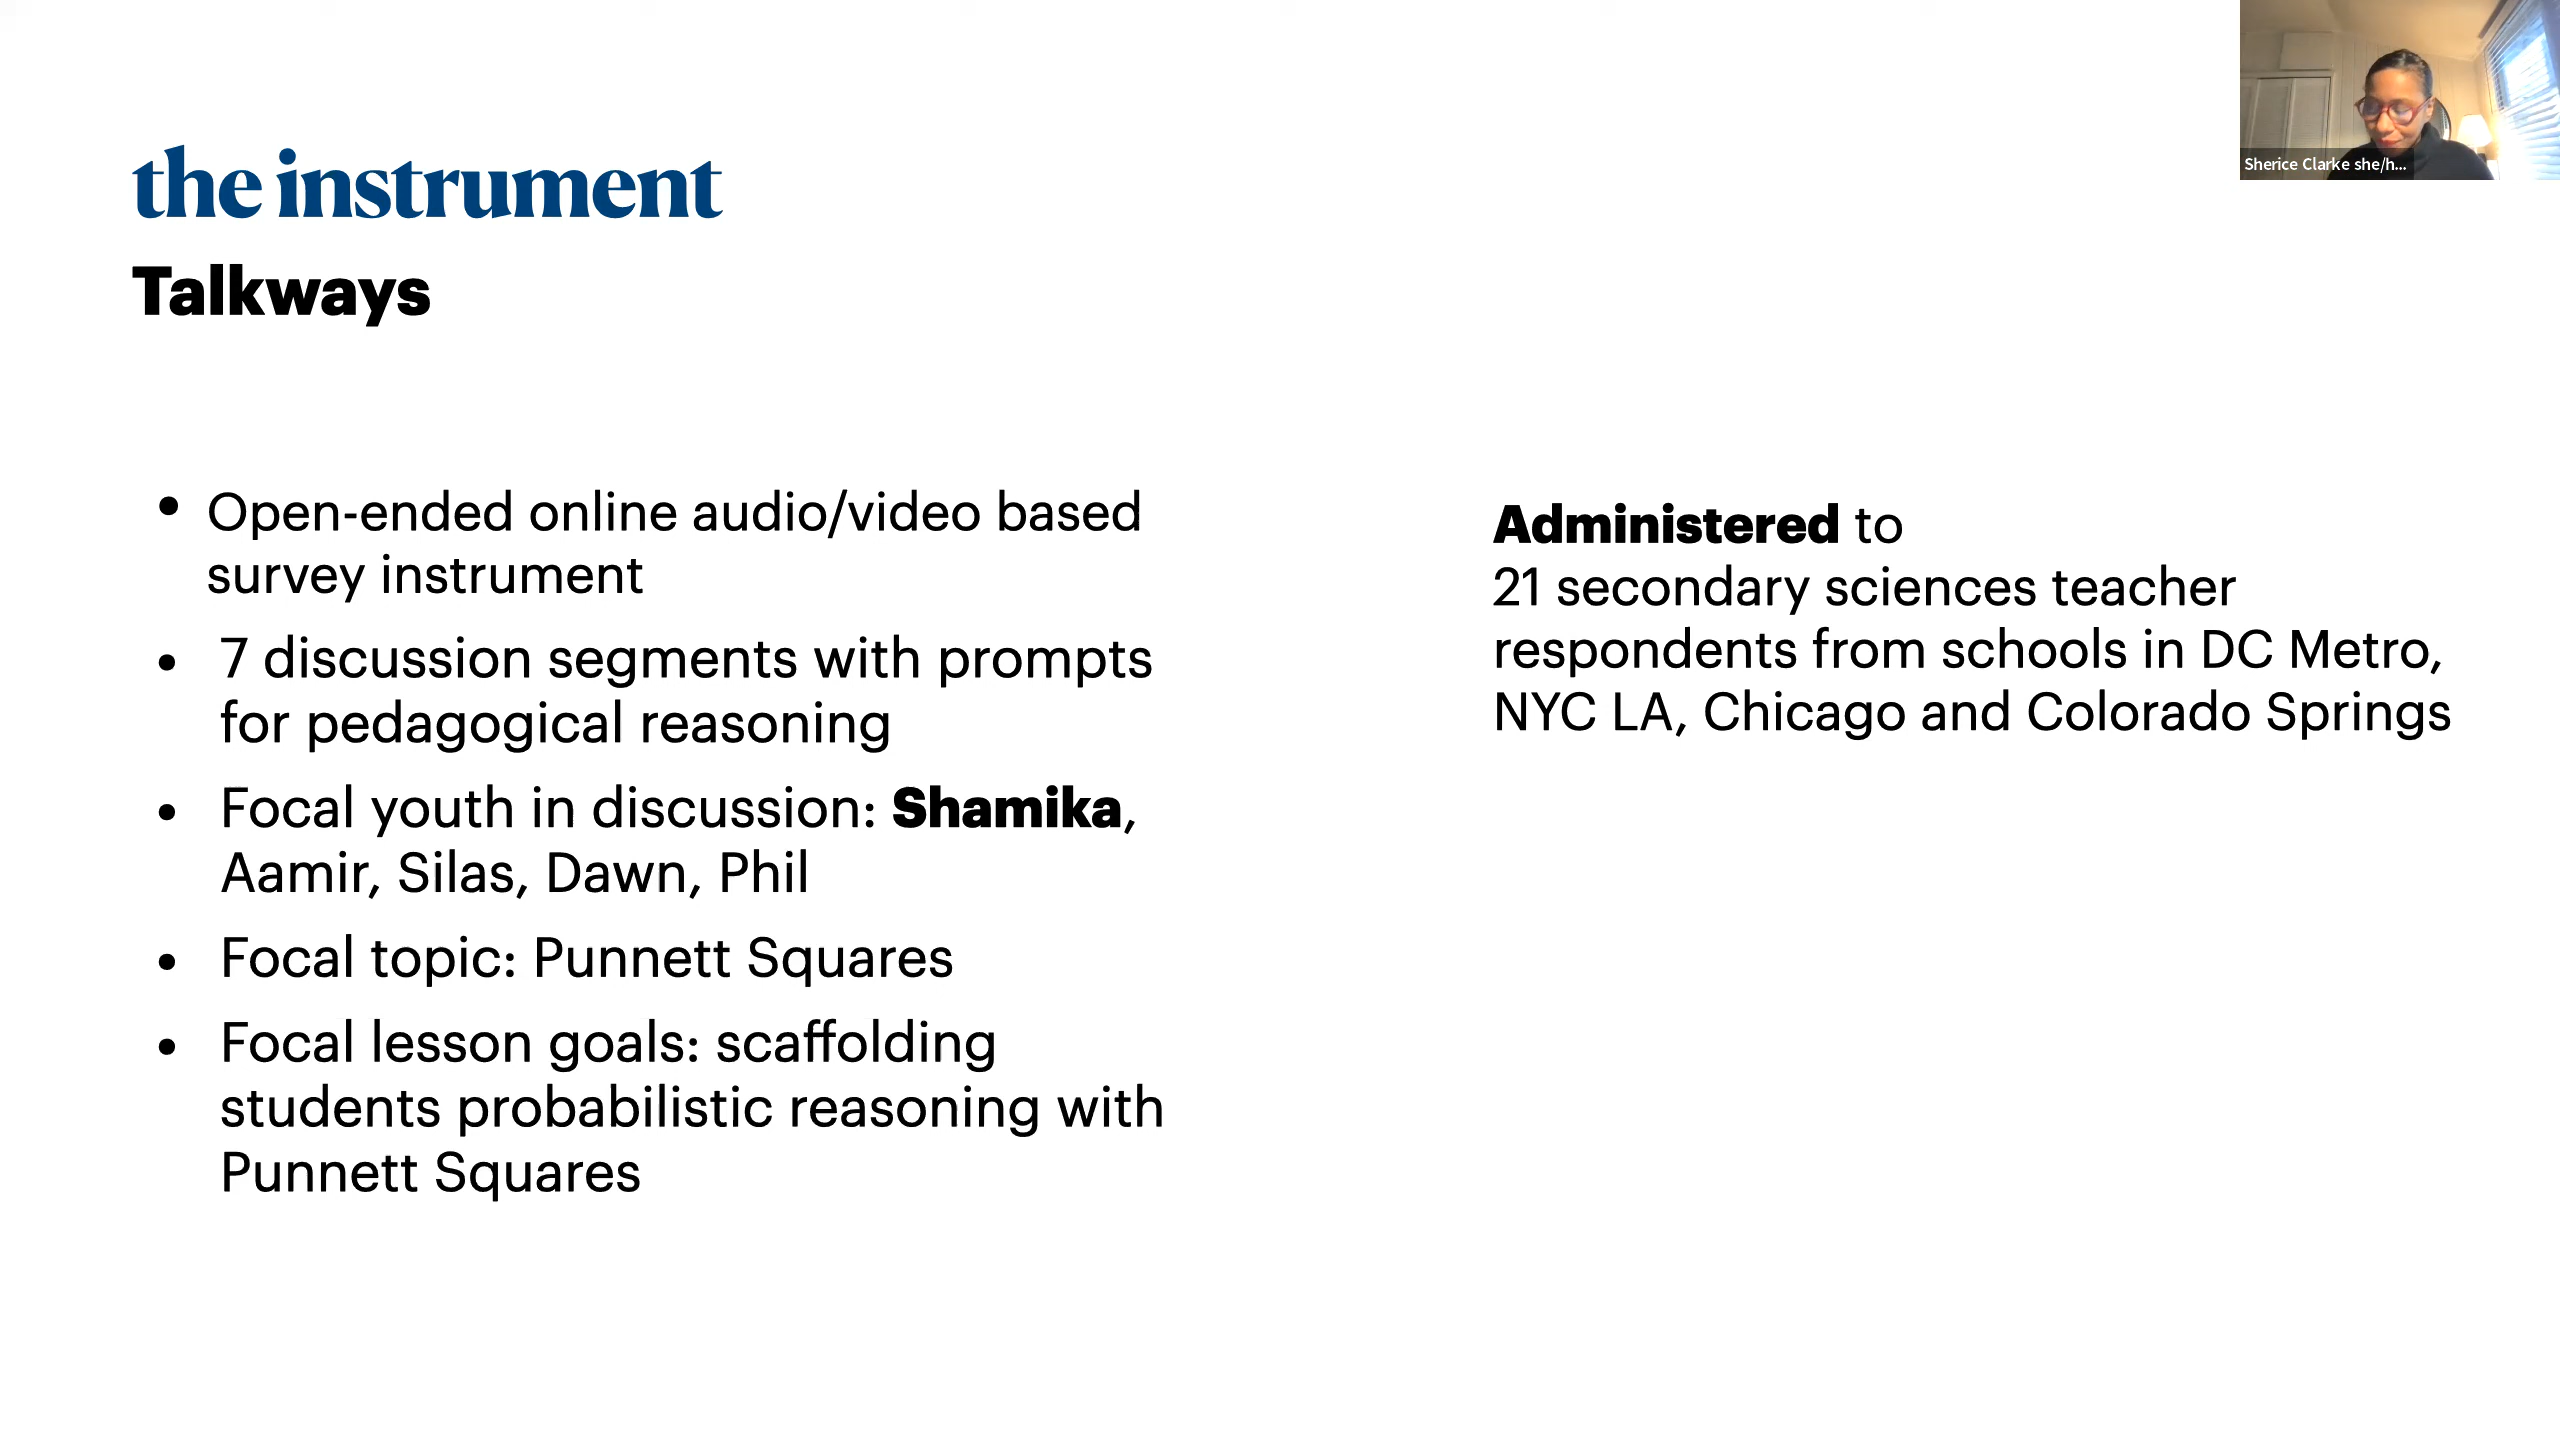 the instrument
Talkways
• Open-ended online audio/video based
survey instrument
• 7 discussion segments with prompts
for pedagogical reasoning
• Focal youth in discussion: Shamika,
Aamir, Silas, Dawn, Phil
• Focal topic: Punnett Squares
• Focal lesson goals: scaffolding
students probabilistic reasoning with
Punnett Squares
Administered to
21 secondary sciences teacher
respondents from schools in DC Metro,
NYC LA, Chicago and Colorado Springs
Sherice Clarke she/h...